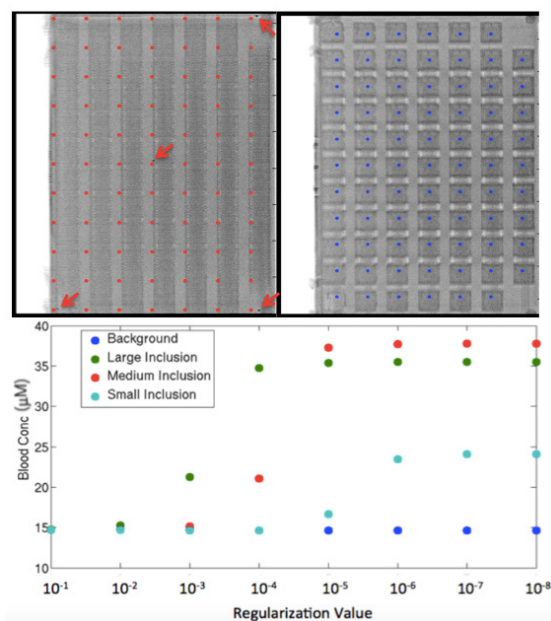 40
Background
Large Inclusion
35
Medium Inclusion
Small Inclusion
30
Blood Conc (μM)
25
20
15
10
10-1 10-2 10-3 10-4 10-5 10-6 10-7 10-8
Regularization Value